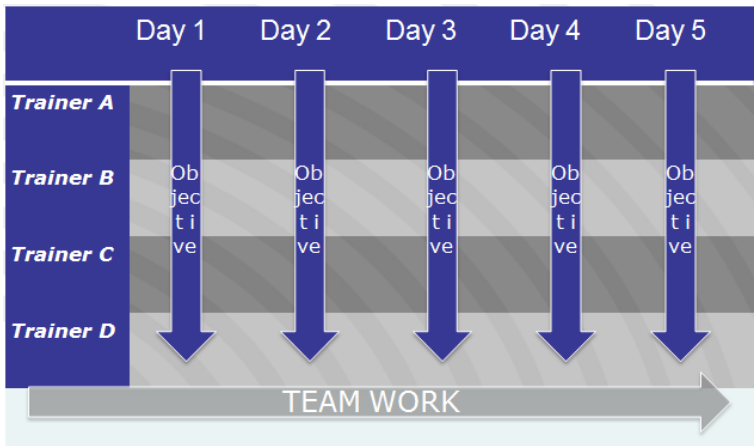 Day 1 Day 2 Day 3 Day 4 Day 5
Trainer A
Trainer B
Trainer C
Trainer D
Ob
jec
t i
ve
Ob
jec
t i
ve
Ob
jec
t i
ve
Ob
jec
t i
ve
Ob
jec
t i
ve
TEAM WORK